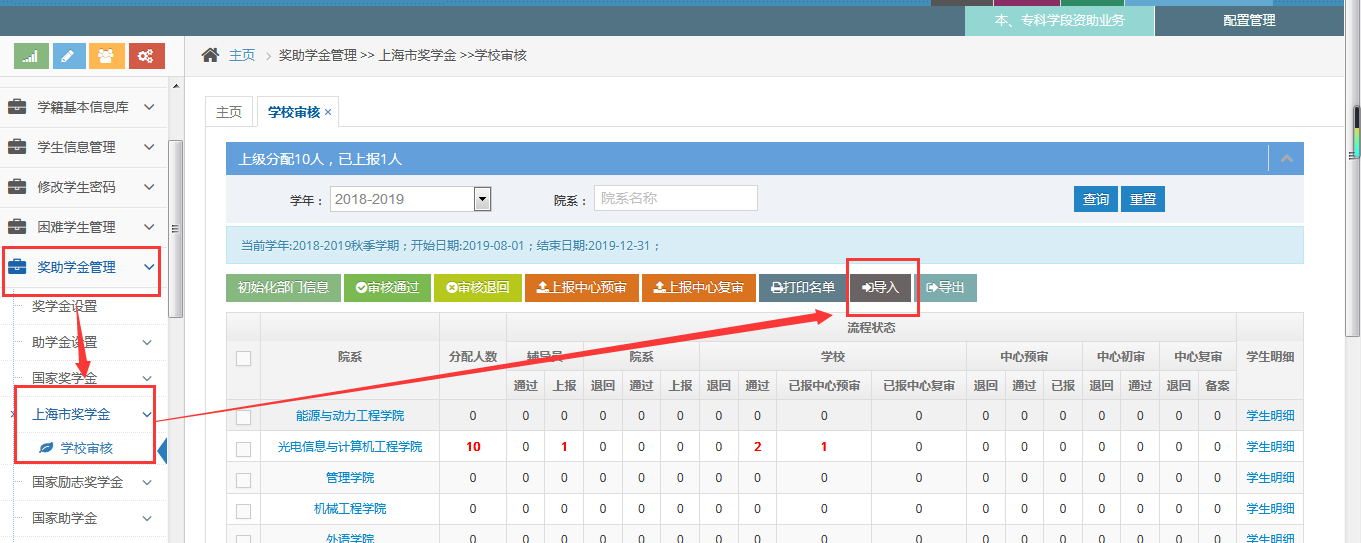 本、专科学段资助业务 配置管理
主页 > 奖助学金管理 >> 上海市奖学金 >>学校审核
学籍基本信息库
学生信息管理
修改学生密码
困难学生管理
奖助学金管理
奖学金设置
助学金设置
国家奖学金
上海市奖学金
学校审核
国家励志奖学金
国家助学金
主页 学校审核 ×
上级分配10人，已上报1人
学年： 2018-2019 院系： 院系名称 查询 重置
当前学年:2018-2019秋季学期；开始日期:2019-08-01；结束日期:2019-12-31；
初始化部门信息 审核通过 审核退回 上报中心预审 上报中心复审 打印名单 导入 导出
流程状态
院系 分配人数 辅导员 院系 学校 中心预审 中心初审 中心复审 学生明细
通过 上报 退回 通过 上报 退回 通过 已报中心预审 已报中心复审 退回 通过 已报 退回 通过 退回 备案
能源与动力工程学院 0 0 0 0 0 0 0 0 0 0 0 0 0 0 0 0 0 学生明细
光电信息与计算机工程学院 10 0 1 0 0 0 0 2 1 0 0 0 0 0 0 0 0 学生明细
管理学院 0 0 0 0 0 0 0 0 0 0 0 0 0 0 0 0 0 学生明细
机械工程学院 0 0 0 0 0 0 0 0 0 0 0 0 0 0 0 0 0 学生明细
外语学院 0 0 0 0 0 0 0 0 0 0 0 0 0 0 0 0 0 学生明细